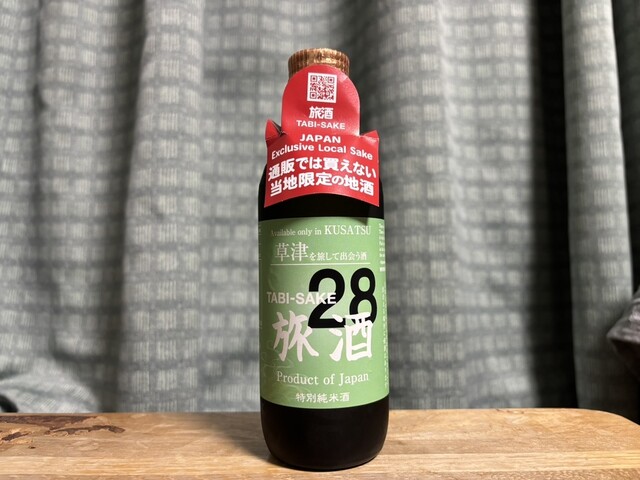 旅酒
TABI-SAKE
JAPAN
Exclusive Local Sake
通販では買えない
当地限定の地酒
Available only in KUSATSU
草津を旅して出会う酒
28
TABI-SAKE
旅酒
Product of Japan
特別純米酒